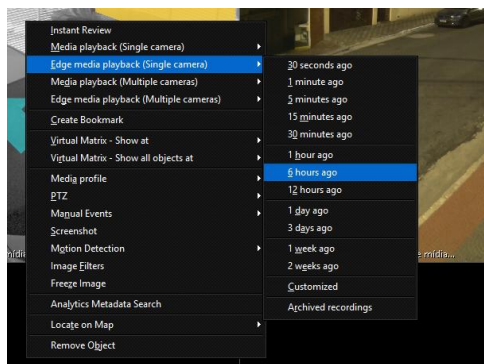 Instant Review
Media playback (Single camera)
Edge media playback (Single camera)
Media playback (Multiple cameras)
Edge media playback (Multiple cameras)
Create Bookmark
Virtual Matrix - Show at
Virtual Matrix - Show all objects at
Media profile
PTZ
Manual Events
Screenshot
Motion Detection
Image Filters
Freeze Image
Analytics Metadata Search
Locate on Map
Remove Object
30 seconds ago
1 minute ago
5 minutes ago
15 minutes ago
30 minutes ago
1 hour ago
6 hours ago
12 hours ago
1 day ago
3 days ago
1 week ago
2 weeks ago
Customized
Archived recordings
e mídia...